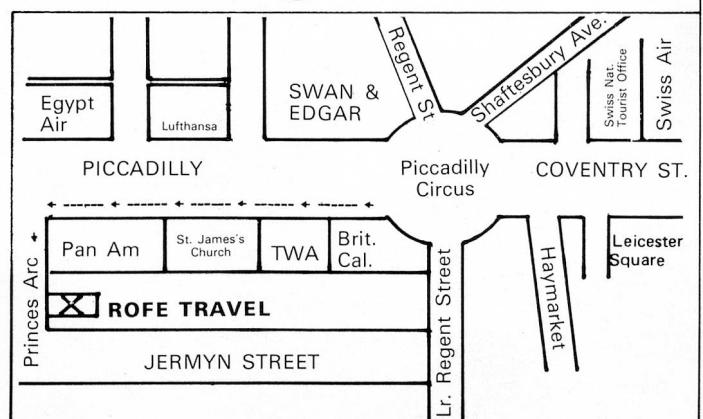 Regent St
Shaftesbury Ave.
Swiss Nat.
Tourist Office
Swiss Air
Egypt
Air
Lufthansa
SWAN &
EDGAR
PICCADILLY
Piccadilly
Circus
COVENTRY ST.
Princes Arc
Pan Am
St. James's
Church
TWA
Brit.
Cal.
Lr. Regent Street
Haymarket
Leicester
Square
ROFE TRAVEL
JERMYN STREET